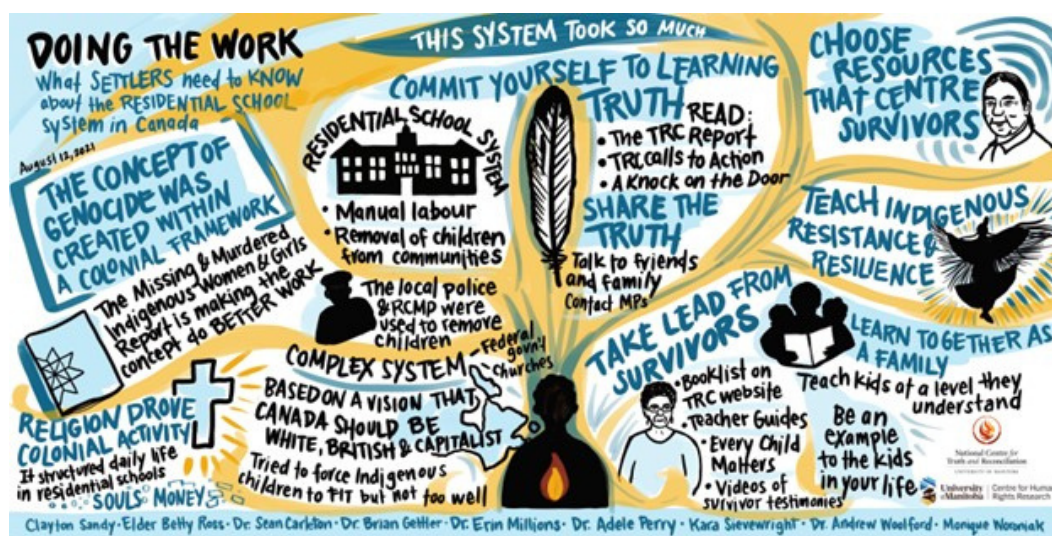 DOING THE WORK
What SETTLERS need to KNOW
about the RESIDENTIAL SCHOOL
system in Canada
August 12, 2021
THE CONCEPT OF
GENOCIDE WAS
CREATED WITHIN
A COLONIAL FRAMEWORK
The Missing & Murdered
Indigenous Women & Girls
Report is making the
concept do BETTER WORK
RELIGION DROVE
COLONIAL ACTIVITY
It structured daily life
in residential schools
SOULS MONEY
THIS SYSTEM TOOK SO MUCH
COMMIT YOURSELF TO LEARNING
TRUTH
READ:
• The TRC Report
• TRC calls to Action
• A Knock on the Door
RESIDENTIAL SCHOOL SYSTEM
• Manual labour
• Removal of children
from communities
SHARE THE
TRUTH
Talk to friends
and family
Contact MPs
The local police
& RCMP were
used to remove
children
COMPLEX SYSTEM
Federal
gov'n't
Churches
BASED ON A VISION THAT
CANADA SHOULD BE
WHITE, BRITISH & CAPITALIST
Tried to force Indigenous
children to FIT but not too well
CHOOSE
RESOURCES
THAT CENTRE
SURVIVORS
TEACH INDIGENOUS
RESISTANCE &
RESILIENCE
TAKE LEAD FROM
SURVIVORS
• Booklist on
TRC website
• Teacher Guides
• Every Child
Matters
• Videos of
survivor testimonies
LEARN TOGETHER AS
A FAMILY
Teach kids at a level they
understand
Be an
example
to the kids
in your life
National Centre for
Truth and Reconciliation
UNIVERSITY OF MANITOBA
University of Manitoba
Centre for Human
Rights Research
Clayton Sandy • Elder Betty Ross • Dr. Sean Carleton • Dr. Brian Gettler • Dr. Erin Millions • Dr. Adele Perry • Kara Sievewright • Dr. Andrew Woolford • Monique Woroniak